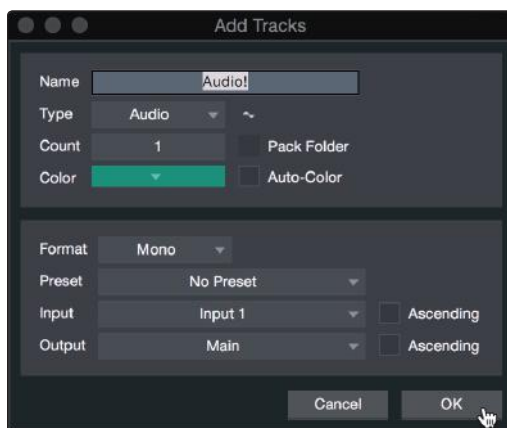 Add Tracks
Name Audio!
Type Audio
Count 1 Pack Folder
Color Auto-Color
Format Mono
Preset No Preset
Input Input 1 Ascending
Output Main Ascending
Cancel OK